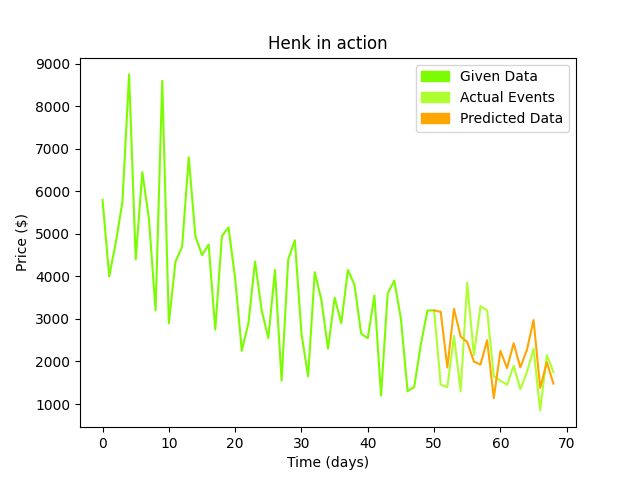 Henk in action
Given Data
Actual Events
Predicted Data
Price ($)
9000
8000
7000
6000
5000
4000
3000
2000
1000
0 10 20 30 40 50 60 70
Time (days)